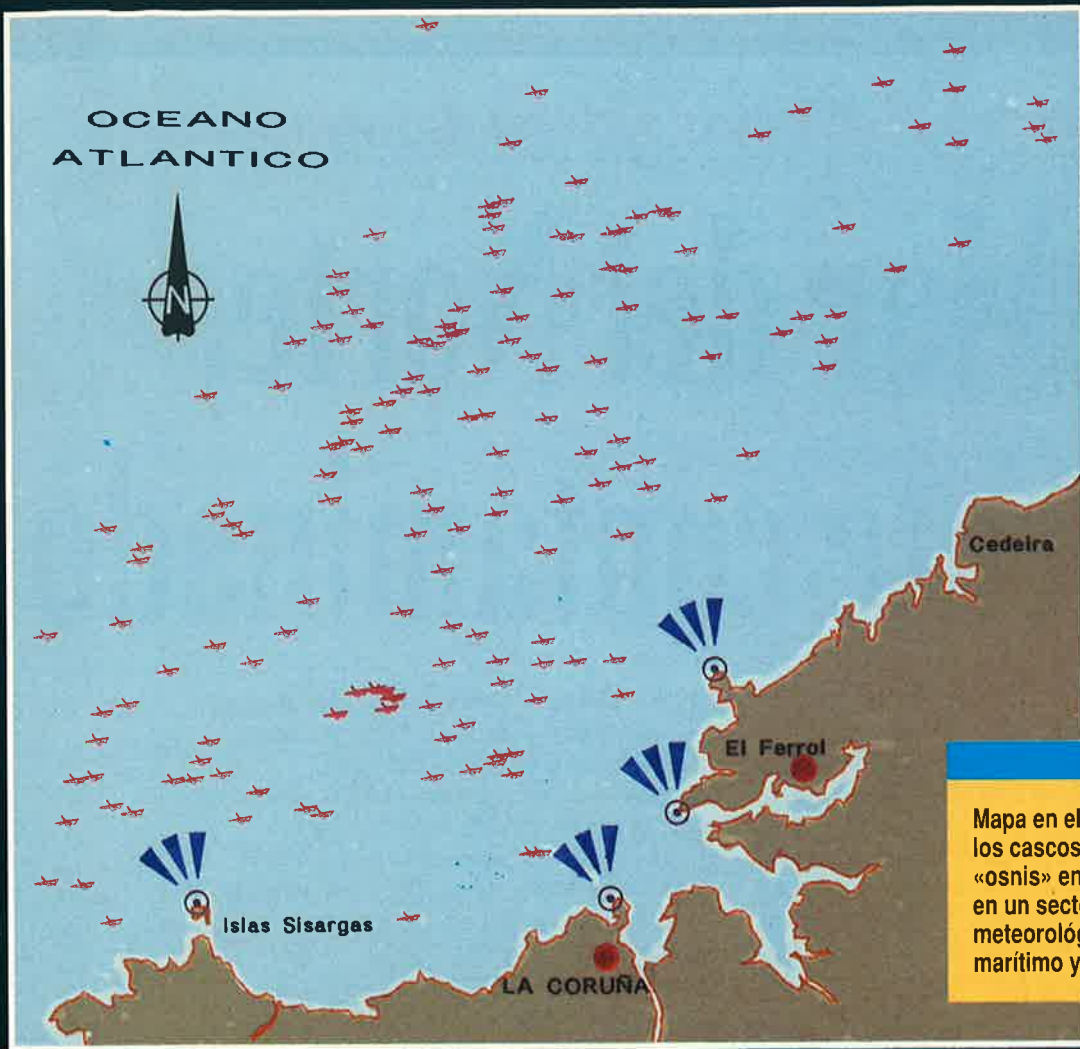 OCEANO
ATLANTICO
N
Cedeira
El Ferrol
Islas Sisargas
LA CORUÑA
Mapa en el
los cascos
«osnis» en
en un sect
meteorológ
marítimo y